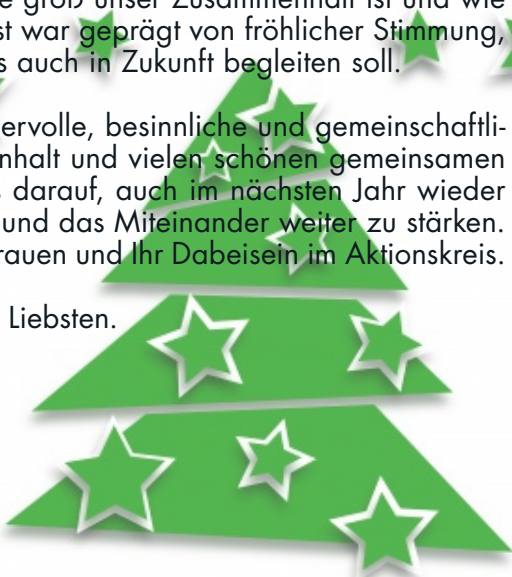 groß unser Zusammenhalt ist und wie
st war geprägt von fröhlicher Stimmung,
s auch in Zukunft begleiten soll.
ervolle, besinnliche und gemeinschaftli-
nhalt und vielen schönen gemeinsamen
darauf, auch im nächsten Jahr wieder
und das Miteinander weiter zu stärken.
rauen und Ihr Dabeisein im Aktionskreis.
Liebsten.